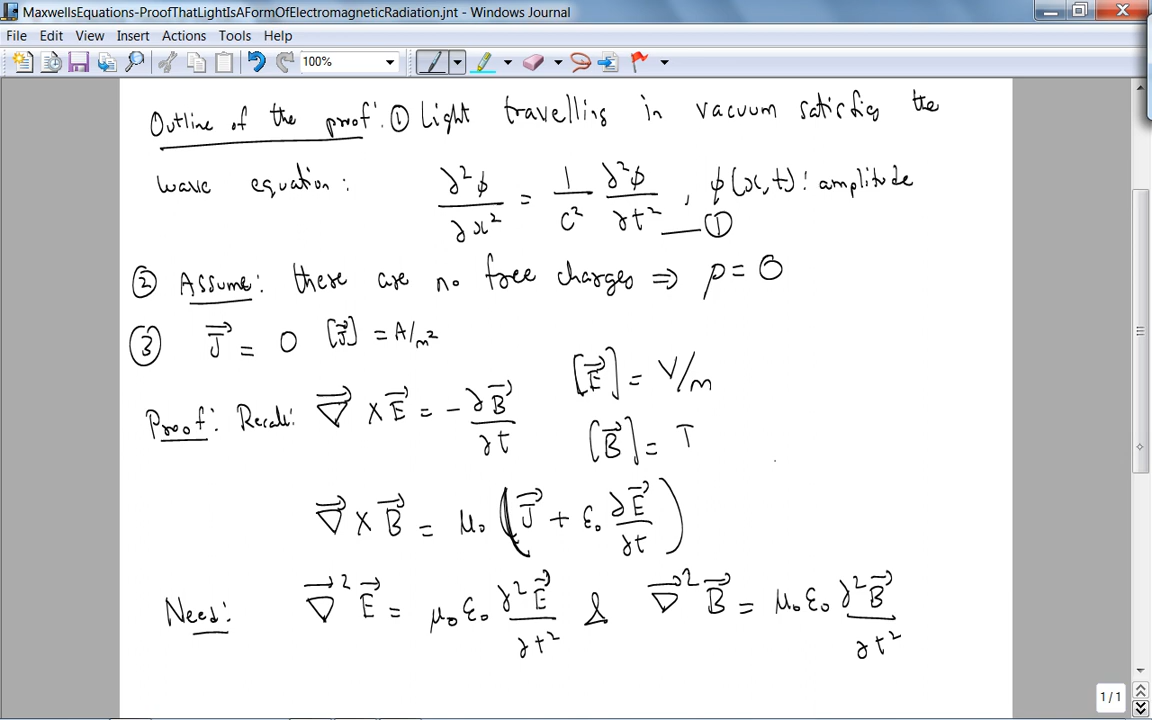 MaxwellsEquations-ProofThatLightIsAFormOfElectromagneticRadiation.jnt - Windows Journal
File Edit View Insert Actions Tools Help
100%
Outline of the proof: ① Light travelling in vacuum satisfies the
wave equation: ∂²ϕ/∂x² = 1/c² ∂²ϕ/∂t², ϕ(x,t): amplitude —①
② Assume: there are no free charges ⇒ ρ = 0
③ J⃗ = 0 [J⃗] = A/m²
[E⃗] = V/m
Proof: Recall: ∇⃗ × E⃗ = - ∂B⃗/∂t
[B⃗] = T
∇⃗ × B⃗ = μ₀ (J⃗ + ε₀ ∂E⃗/∂t)
Need: ∇⃗² E⃗ = μ₀ε₀ ∂²E⃗/∂t² & ∇⃗² B⃗ = μ₀ε₀ ∂²B⃗/∂t²
1/1